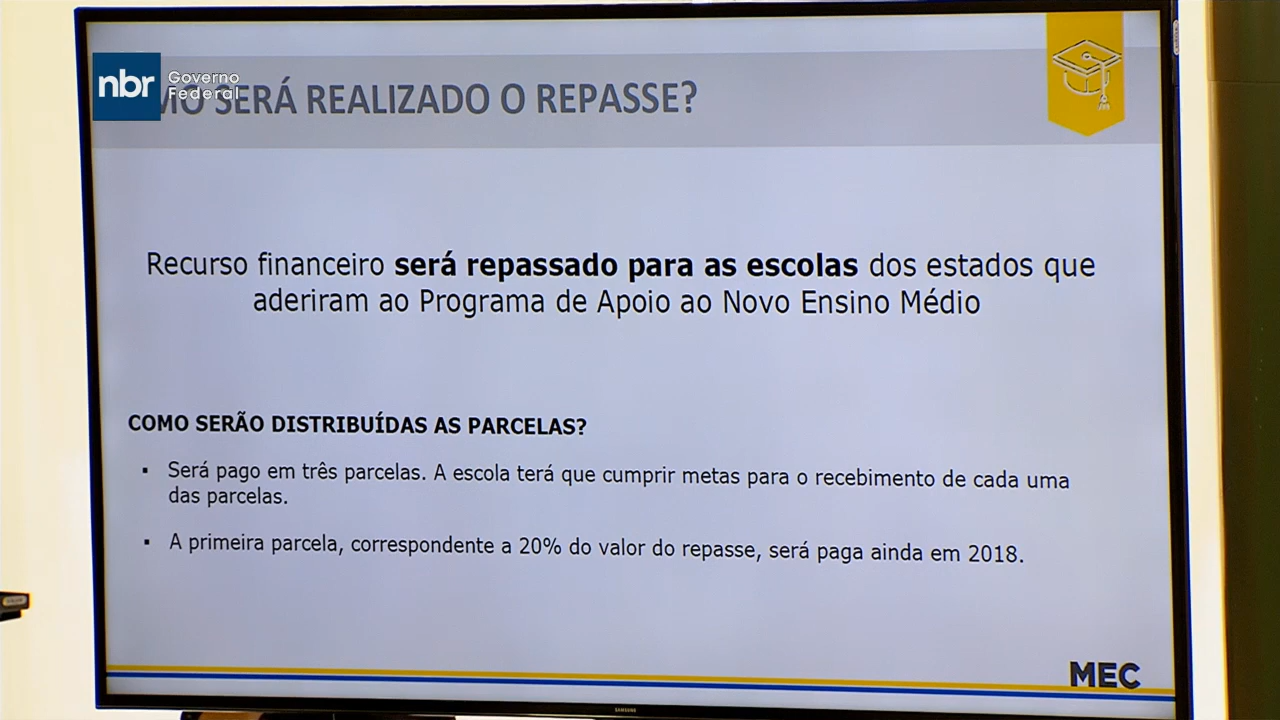 nbr
Governo
Federal
SERÁ REALIZADO O REPASSE?
Recurso financeiro será repassado para as escolas dos estados que
aderiram ao Programa de Apoio ao Novo Ensino Médio
COMO SERÃO DISTRIBUÍDAS AS PARCELAS?
▪ Será pago em três parcelas. A escola terá que cumprir metas para o recebimento de cada uma
das parcelas.
▪ A primeira parcela, correspondente a 20% do valor do repasse, será paga ainda em 2018.
MEC
SAMSUNG